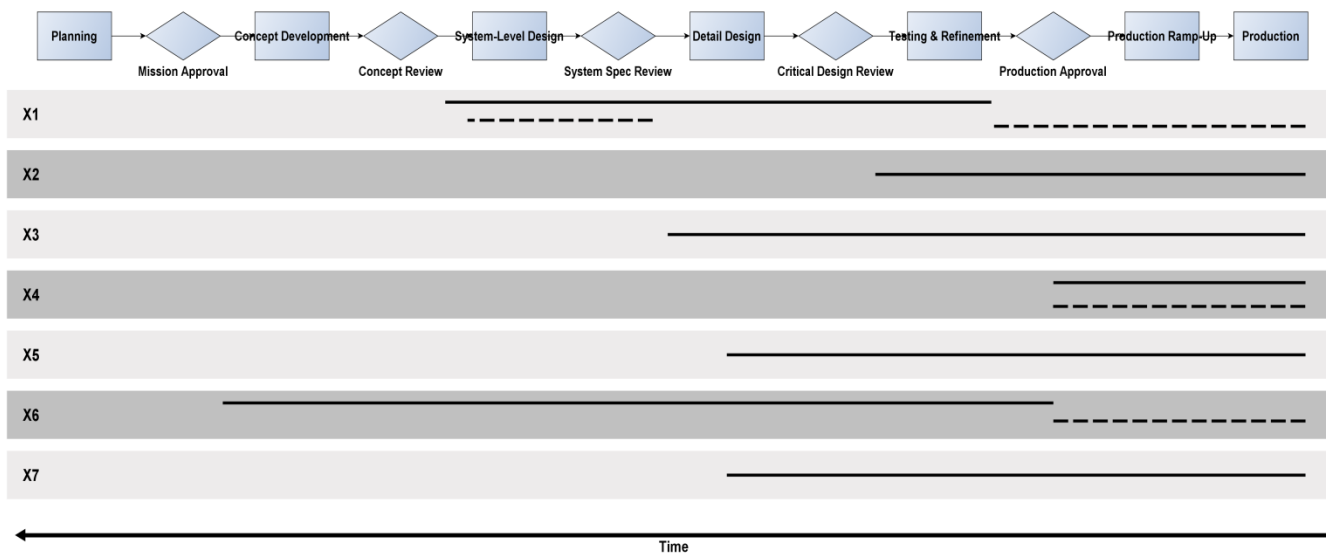 Planning
Concept Development
System-Level Design
Detail Design
Testing & Refinement
Production Ramp-Up
Production
Mission Approval
Concept Review
System Spec Review
Critical Design Review
Production Approval
X1
X2
X3
X4
X5
X6
X7
Time